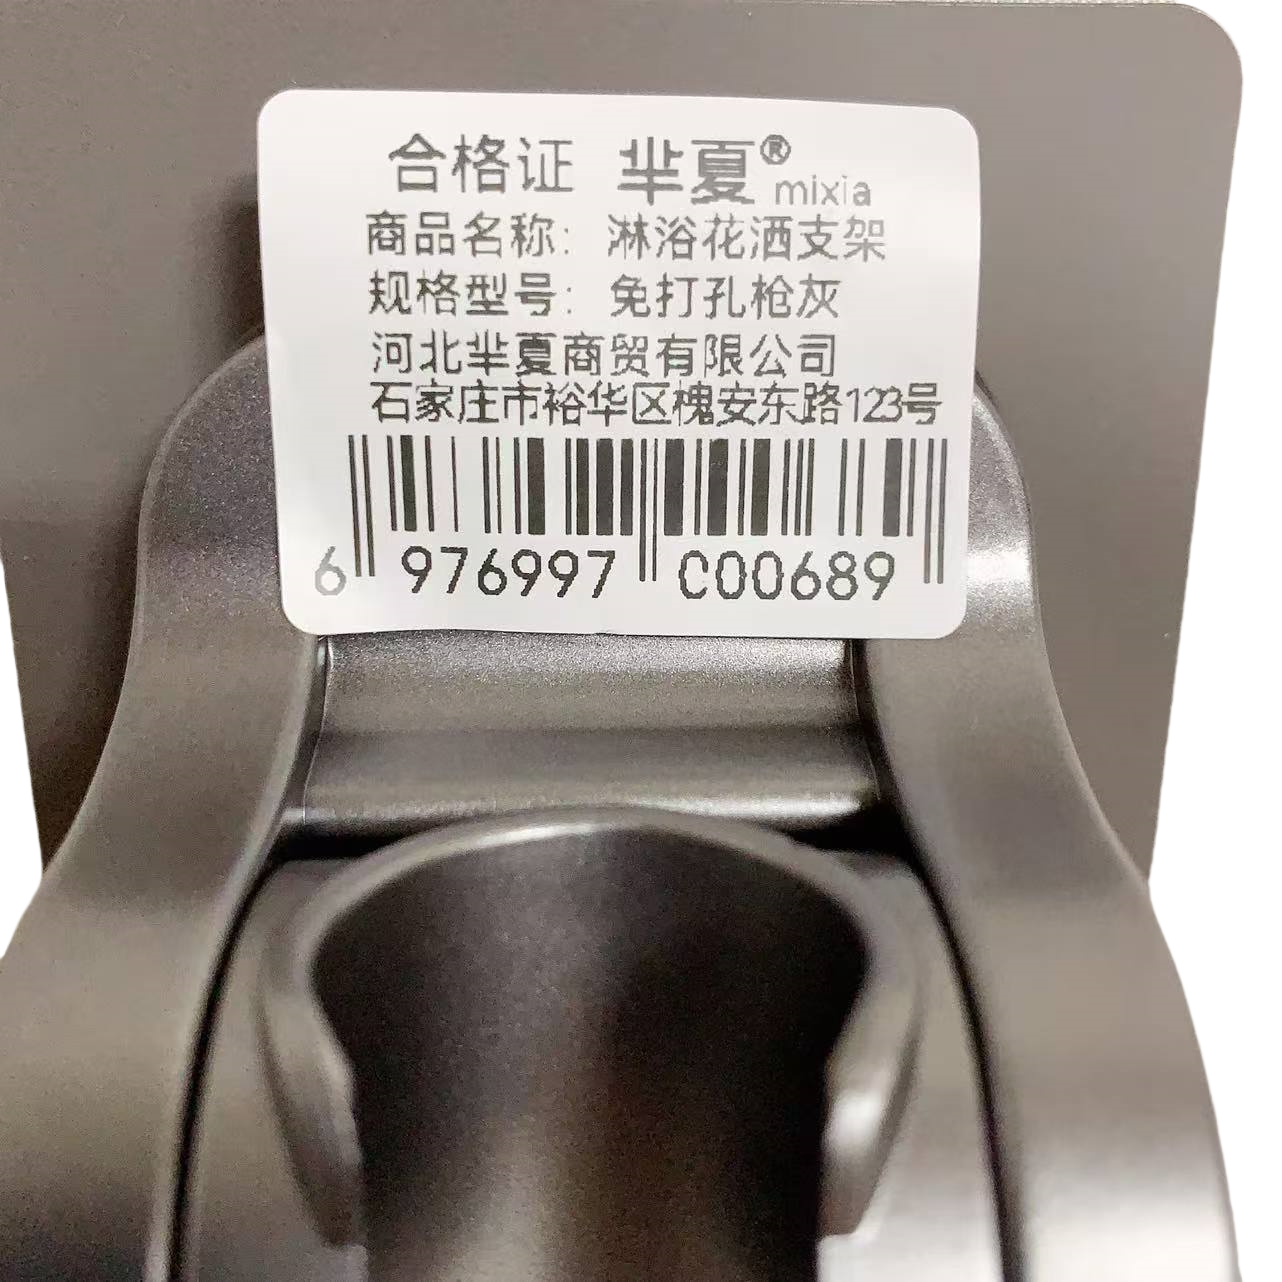 合格证 芈夏® mixia
商品名称: 淋浴花洒支架
规格型号: 免打孔枪灰
河北芈夏商贸有限公司
石家庄市裕华区槐安东路123号
6 976997 000689